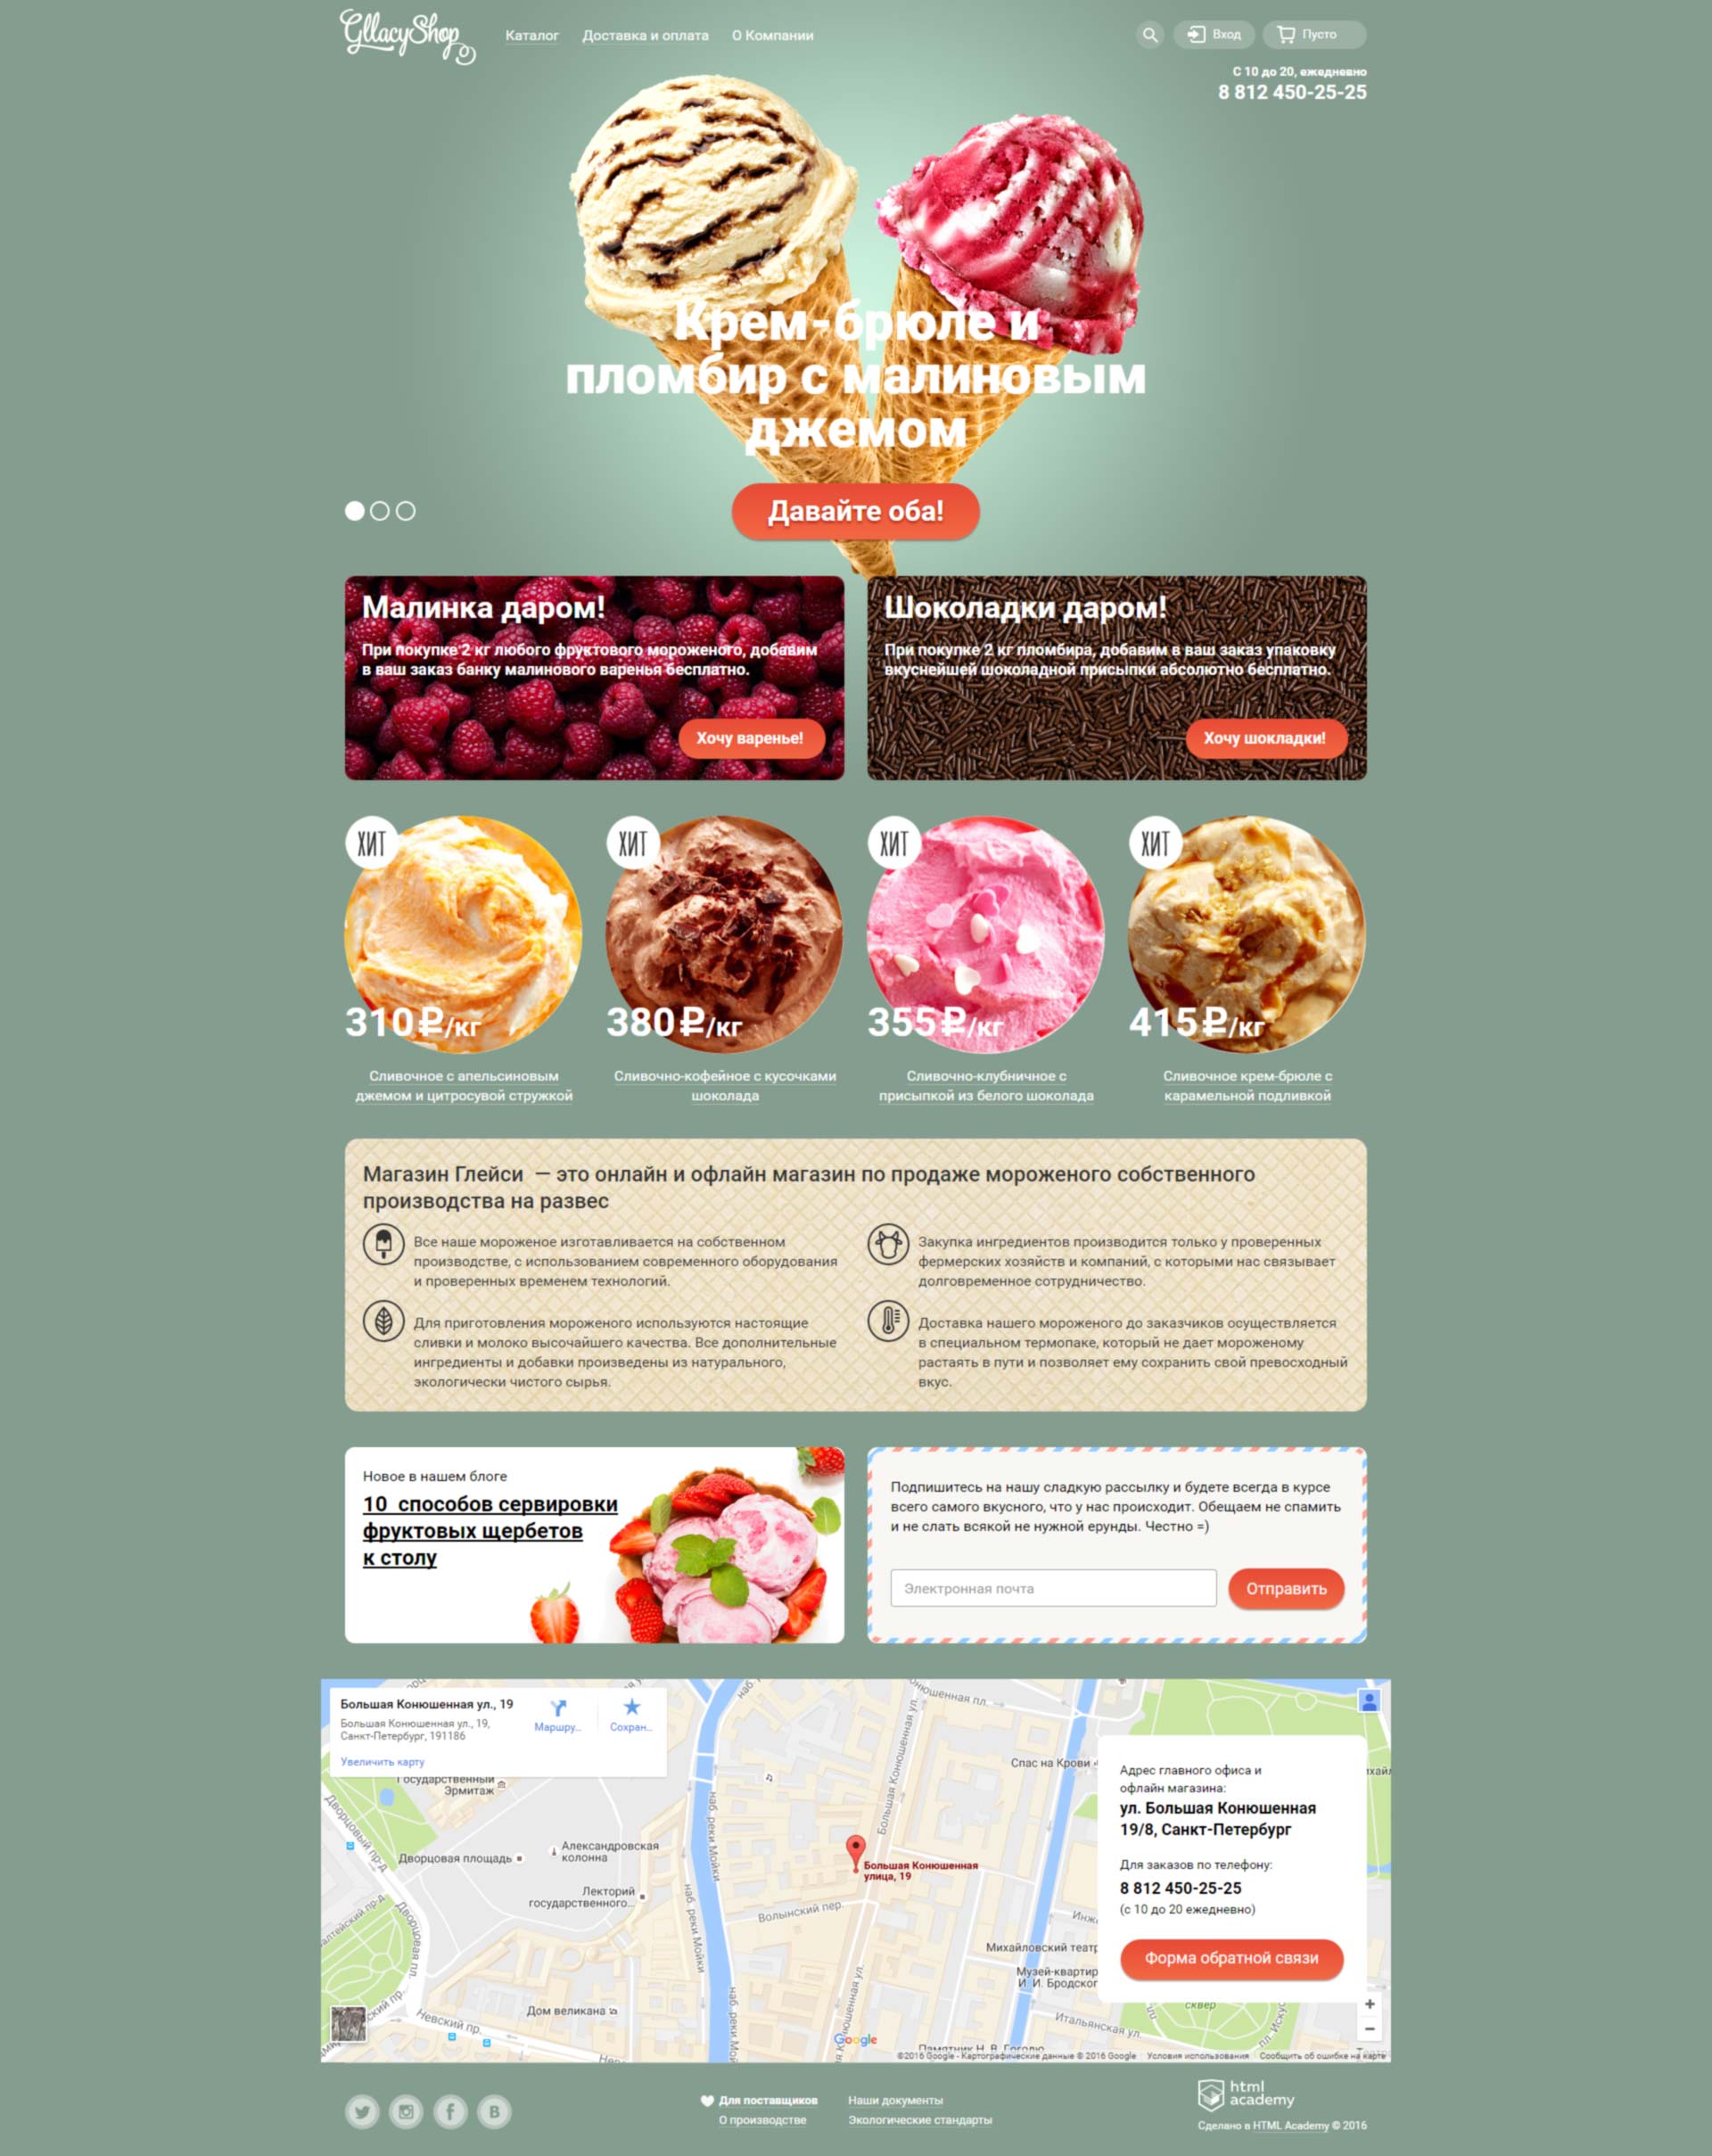 GllacyShop
Каталог
Доставка и оплата
О Компании
Вход
Пусто
С 10 до 20, ежедневно
8 812 450-25-25
Крем-брюле и
пломбир с малиновым
джемом
Давайте оба!
Малинка даром!
При покупке 2 кг любого фруктового мороженого, добавим
в ваш заказ банку малинового варенья бесплатно.
Хочу варенье!
Шоколадки даром!
При покупке 2 кг пломбира, добавим в ваш заказ упаковку
вкуснейшей шоколадной присыпки абсолютно бесплатно.
Хочу шокладки!
ХИТ
310₽/кг
Сливочное с апельсиновым
джемом и цитросувой стружкой
ХИТ
380₽/кг
Сливочно-кофейное с кусочками
шоколада
ХИТ
355₽/кг
Сливочно-клубничное с
присыпкой из белого шоколада
ХИТ
415₽/кг
Сливочное крем-брюле с
карамельной подливкой
Магазин Глейси — это онлайн и офлайн магазин по продаже мороженого собственного
производства на развес
Все наше мороженое изготавливается на собственном
производстве, с использованием современного оборудования
и проверенных временем технологий.
Закупка ингредиентов производится только у проверенных
фермерских хозяйств и компаний, с которыми нас связывает
долговременное сотрудничество.
Для приготовления мороженого используются настоящие
сливки и молоко высочайшего качества. Все дополнительные
ингредиенты и добавки произведены из натурального,
экологически чистого сырья.
Доставка нашего мороженого до заказчиков осуществляется
в специальном термопаке, который не дает мороженому
растаять в пути и позволяет ему сохранить свой превосходный
вкус.
Новое в нашем блоге
10 способов сервировки
фруктовых щербетов
к столу
Подпишитесь на нашу сладкую рассылку и будете всегда в курсе
всего самого вкусного, что у нас происходит. Обещаем не спамить
и не слать всякой не нужной ерунды. Честно =)
Электронная почта
Отправить
Большая Конюшенная ул., 19
Большая Конюшенная ул., 19,
Санкт-Петербург, 191186
Увеличить карту
Маршру...
Сохран...
Государственный
Эрмитаж
Дворцовый пр-д
Дворцовая площадь
Александровская
колонна
Лекторий
государственного...
Дворцовая пл.
Дом великана
Невский пр.
наб. реки Мойки
наб. реки Мойки
наб. реки Мой
Волынский пер.
Большая Конюшенная ул.
Конюшенная пл.
Спас на Крови
Большая Конюшенная
улица, 19
Михайловский театр
Музей-квартир
И. И. Бродског
Итальянская ул.
сквер
Инже
Google
Памятник Н. В. Гоголю
©2016 Google - Картографические данные © 2016 Google
Условия использования
Сообщить об ошибке на карте
Адрес главного офиса и
офлайн магазина:
ул. Большая Конюшенная
19/8, Санкт-Петербург
Для заказов по телефону:
8 812 450-25-25
(с 10 до 20 ежедневно)
Форма обратной связи
+
−
Для поставщиков
Наши документы
О производстве
Экологические стандарты
html
academy
Сделано в HTML Academy © 2016